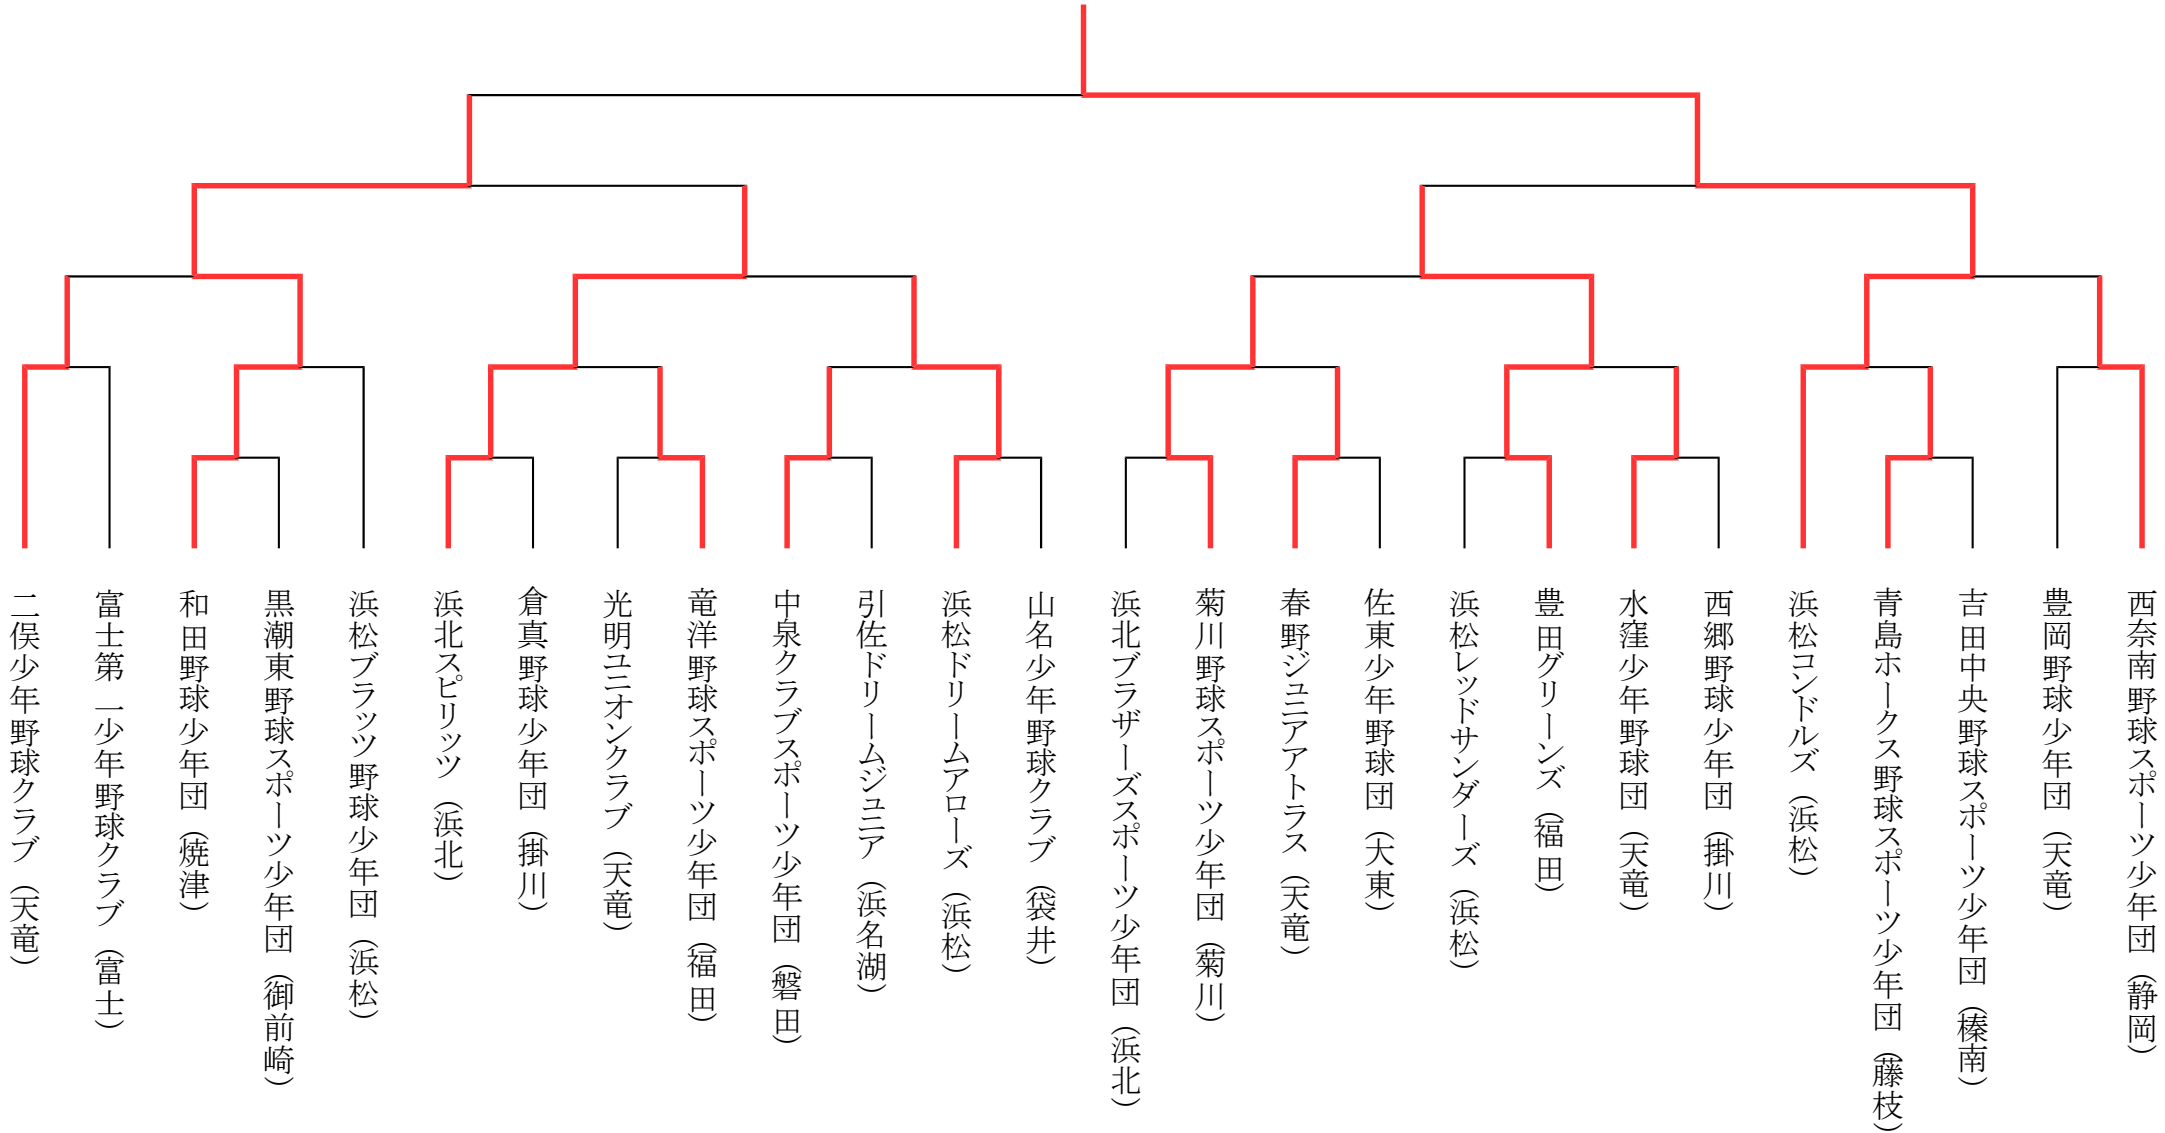 二俣少年野球クラブ（天竜）
富士第一少年野球クラブ（富士）
和田野球少年団（焼津）
黒潮東野球スポーツ少年団（御前崎）
浜松ブラッツ野球少年団（浜松）
浜北スピリッツ（浜北）
倉真野球少年団（掛川）
光明ユニオンクラブ（天竜）
竜洋野球スポーツ少年団（福田）
中泉クラブスポーツ少年団（磐田）
引佐ドリームジュニア（浜名湖）
浜松ドリームアローズ（浜松）
山名少年野球クラブ（袋井）
浜北ブラザーズスポーツ少年団（浜北）
菊川野球スポーツ少年団（菊川）
春野ジュニアアトラス（天竜）
佐東少年野球団（大東）
浜松レッドサンダーズ（浜松）
豊田グリーンズ（福田）
水窪少年野球団（天竜）
西郷野球少年団（掛川）
浜松コンドルズ（浜松）
青島ホークス野球スポーツ少年団（藤枝）
吉田中央野球スポーツ少年団（榛南）
豊岡野球少年団（天竜）
西奈南野球スポーツ少年団（静岡）